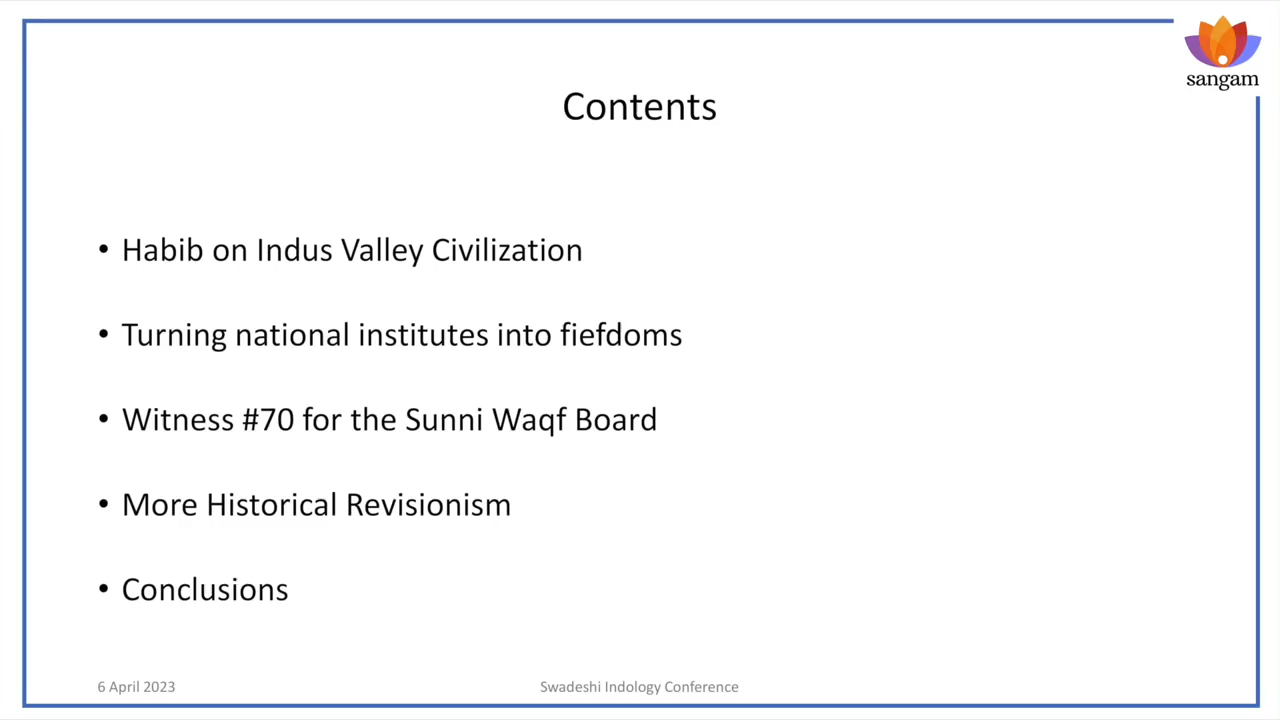 sangam
Contents
• Habib on Indus Valley Civilization
• Turning national institutes into fiefdoms
• Witness #70 for the Sunni Waqf Board
• More Historical Revisionism
• Conclusions
6 April 2023
Swadeshi Indology Conference